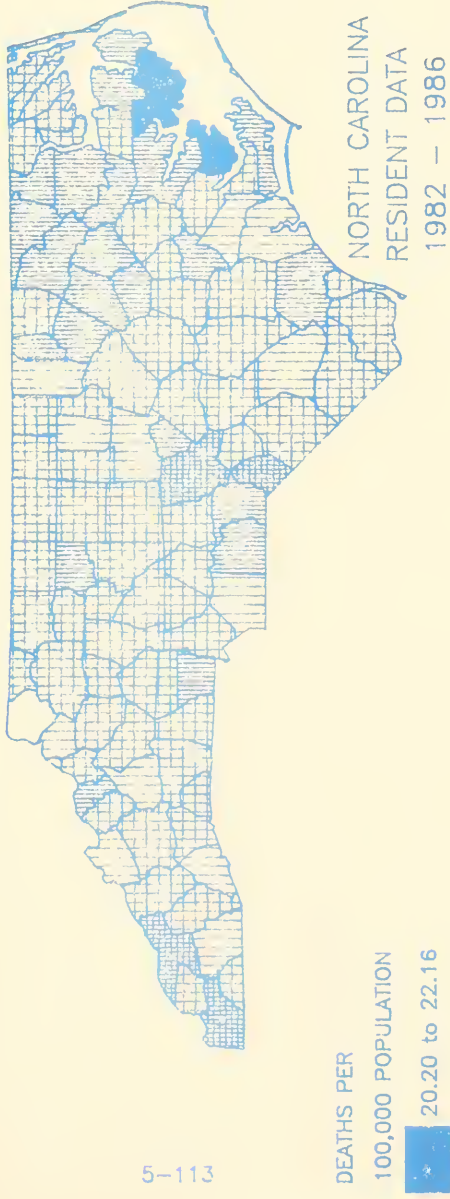 NORTH CAROLINA
RESIDENT DATA
1982 – 1986
DEATHS PER
100,000 POPULATION
20.20 to 22.16
5–113